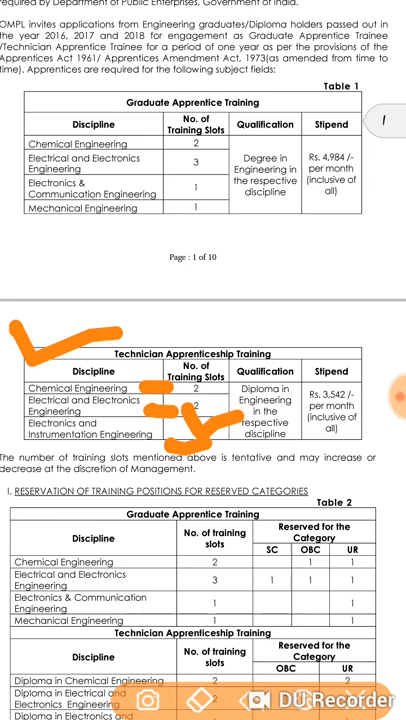 required by Department of Public Enterprises, Government of India.
OMPL invites applications from Engineering graduates/Diploma holders passed out in
the year 2016, 2017 and 2018 for engagement as Graduate Apprentice Trainee
/Technician Apprentice Trainee for a period of one year as per the provisions of the
Apprentices Act 1961/ Apprentices Amendment Act, 1973(as amended from time to
time). Apprentices are required for the following subject fields:
Table 1
Graduate Apprentice Training
Discipline No. of Training Slots Qualification Stipend
Chemical Engineering 2
Electrical and Electronics Engineering 3
Electronics & Communication Engineering 1
Mechanical Engineering 1
Degree in Engineering in the respective discipline
Rs. 4,984 /- per month (inclusive of all)
Page : 1 of 10
Technician Apprenticeship Training
Discipline No. of Training Slots Qualification Stipend
Chemical Engineering 2
Electrical and Electronics Engineering 2
Electronics and Instrumentation Engineering
Diploma in Engineering in the respective discipline
Rs. 3,542 /- per month (inclusive of all)
The number of training slots mentioned above is tentative and may increase or
decrease at the discretion of Management.
I. RESERVATION OF TRAINING POSITIONS FOR RESERVED CATEGORIES
Table 2
Graduate Apprentice Training
Discipline No. of training slots Reserved for the Category
SC OBC UR
Chemical Engineering 2 1 1
Electrical and Electronics Engineering 3 1 1 1
Electronics & Communication Engineering 1 1
Mechanical Engineering 1 1
Technician Apprenticeship Training
Discipline No. of training slots Reserved for the Category
OBC UR
Diploma in Chemical Engineering 2 2
Diploma in Electrical and Electronics Engineering 2
Diploma in Electronics and
DU Recorder